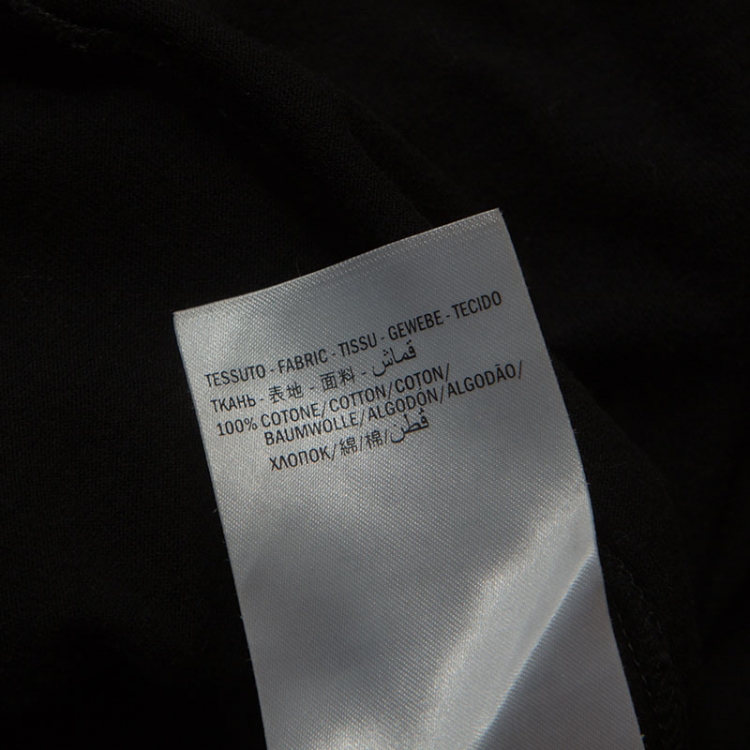 TESSUTO - FABRIC - TISSU - GEWEBE - TECIDO
ТКАНЬ - 表地 - 面料 - قماش
100% COTONE/COTTON/COTON/
BAUMWOLLE/ALGODÓN/ALGODÃO/
ХЛОПОК/綿/棉/قطن